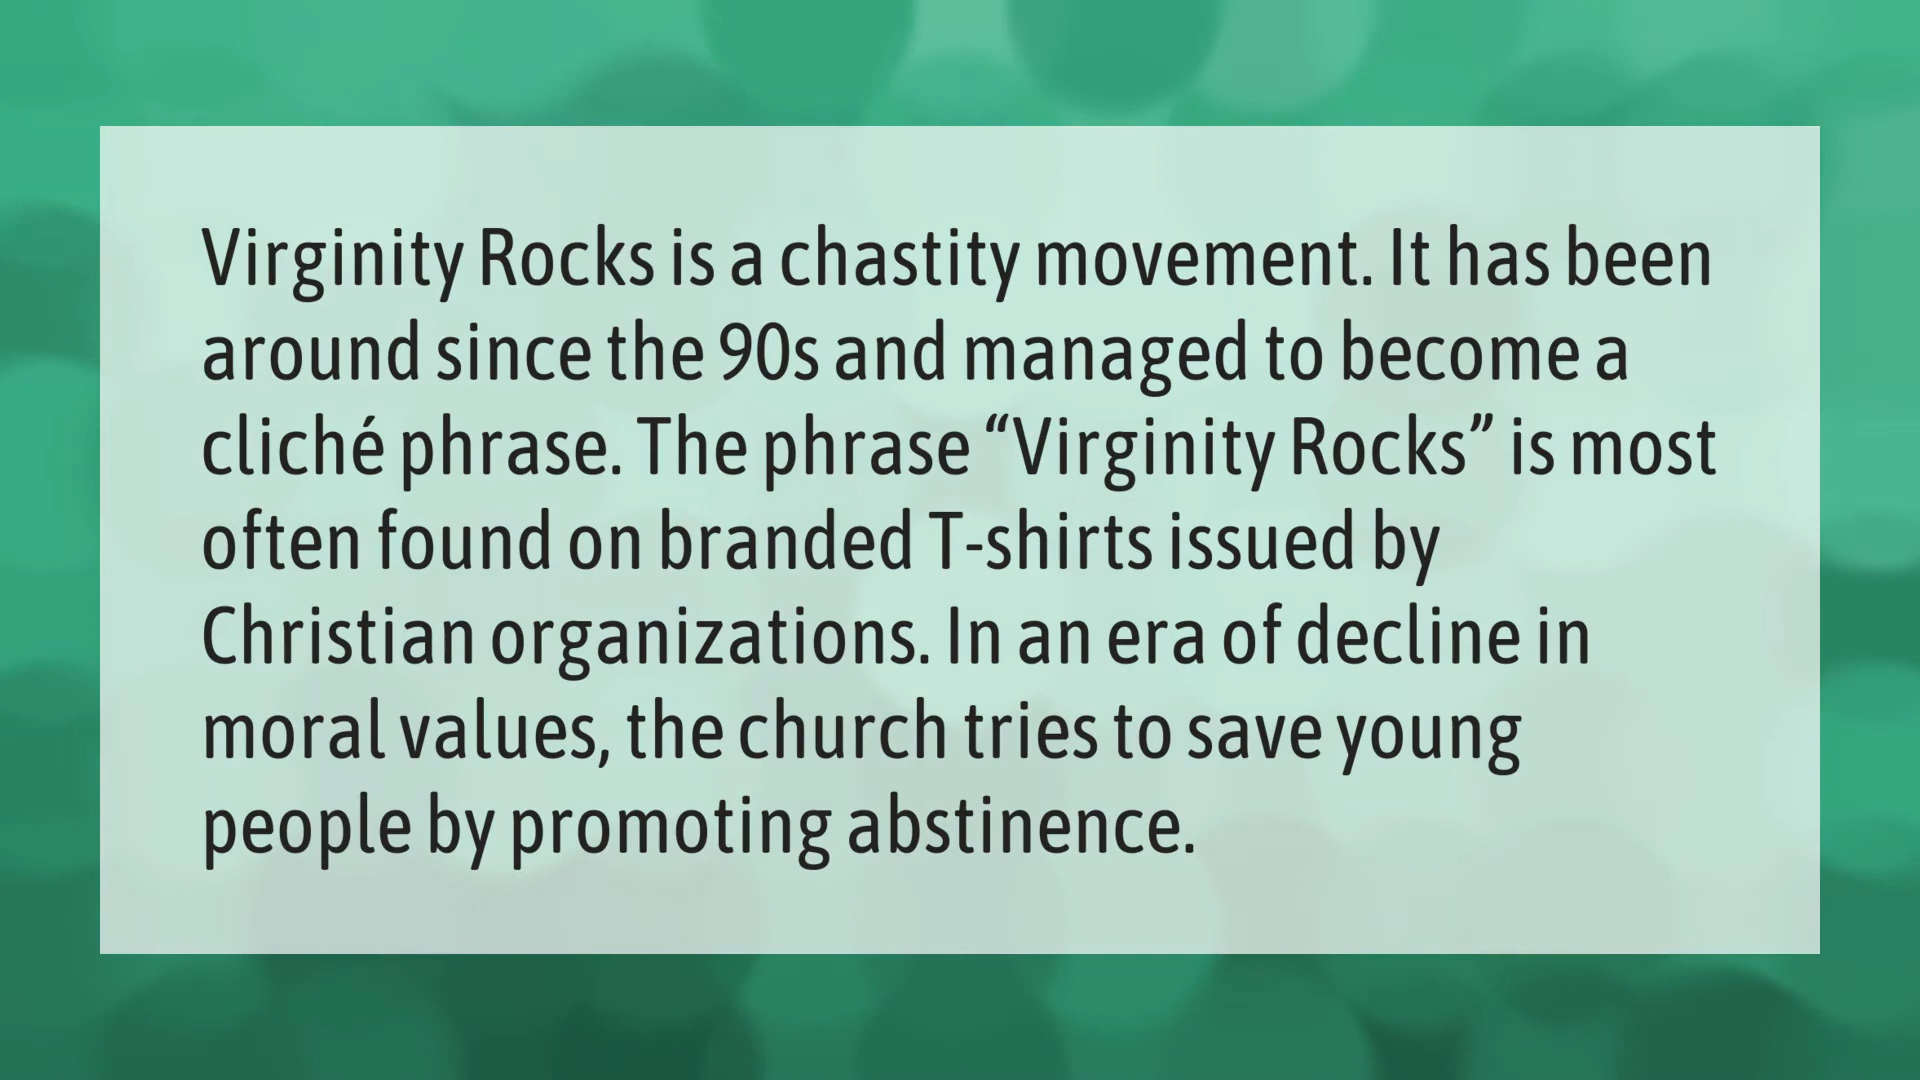 Virginity Rocks is a chastity movement. It has been
around since the 90s and managed to become a
cliché phrase. The phrase “Virginity Rocks” is most
often found on branded T-shirts issued by
Christian organizations. In an era of decline in
moral values, the church tries to save young
people by promoting abstinence.